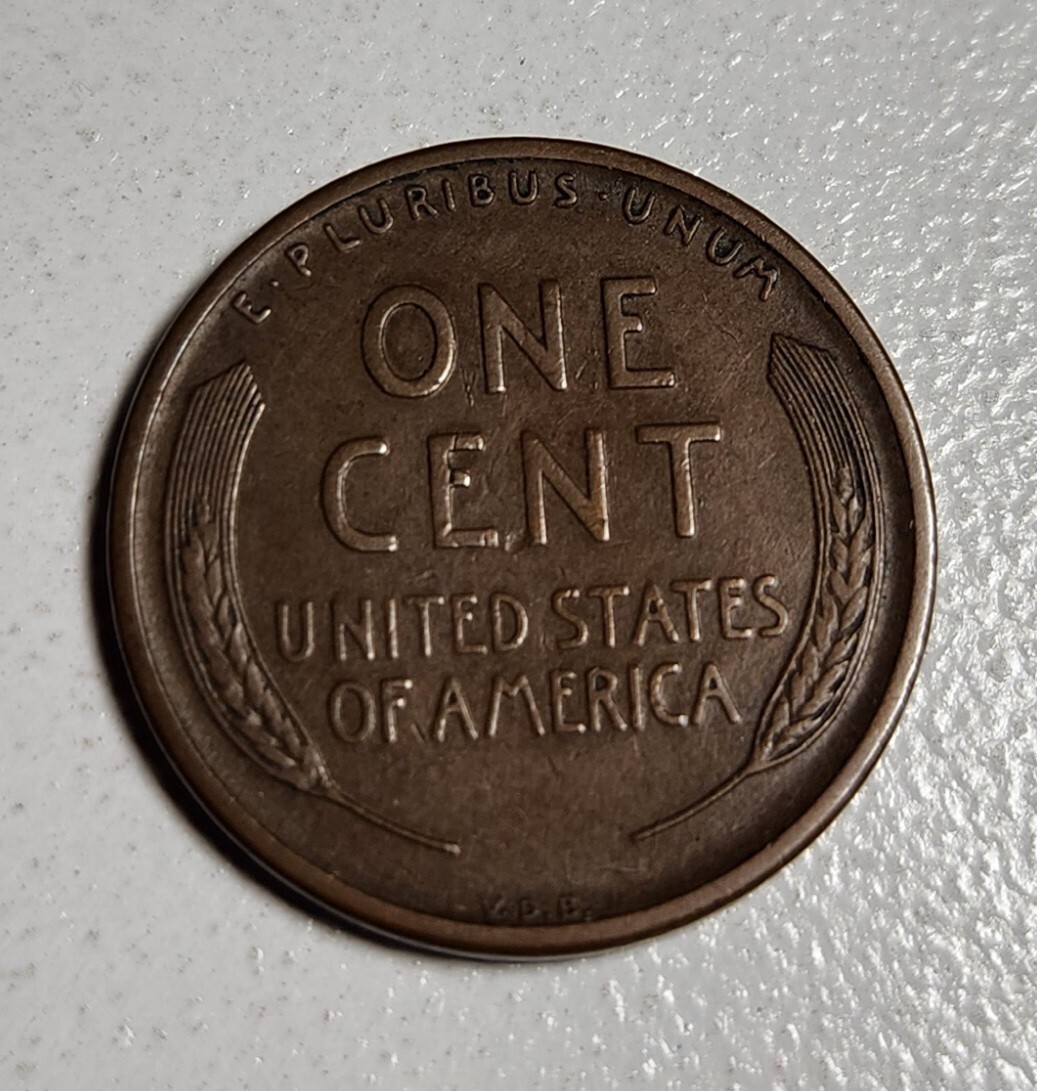 E·PLURIBUS·UNUM
ONE
CENT
UNITED STATES
OF AMERICA
V.D.B.